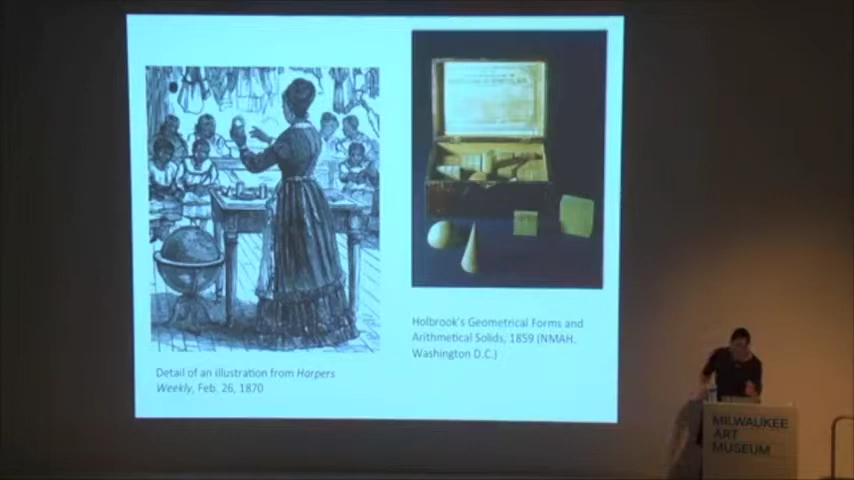 Holbrook's Geometrical Forms and
Arithmetical Solids, 1859 (NMAH.
Washington D.C.)
Detail of an illustration from Harpers
Weekly, Feb. 26, 1870
MILWAUKEE
ART
MUSEUM